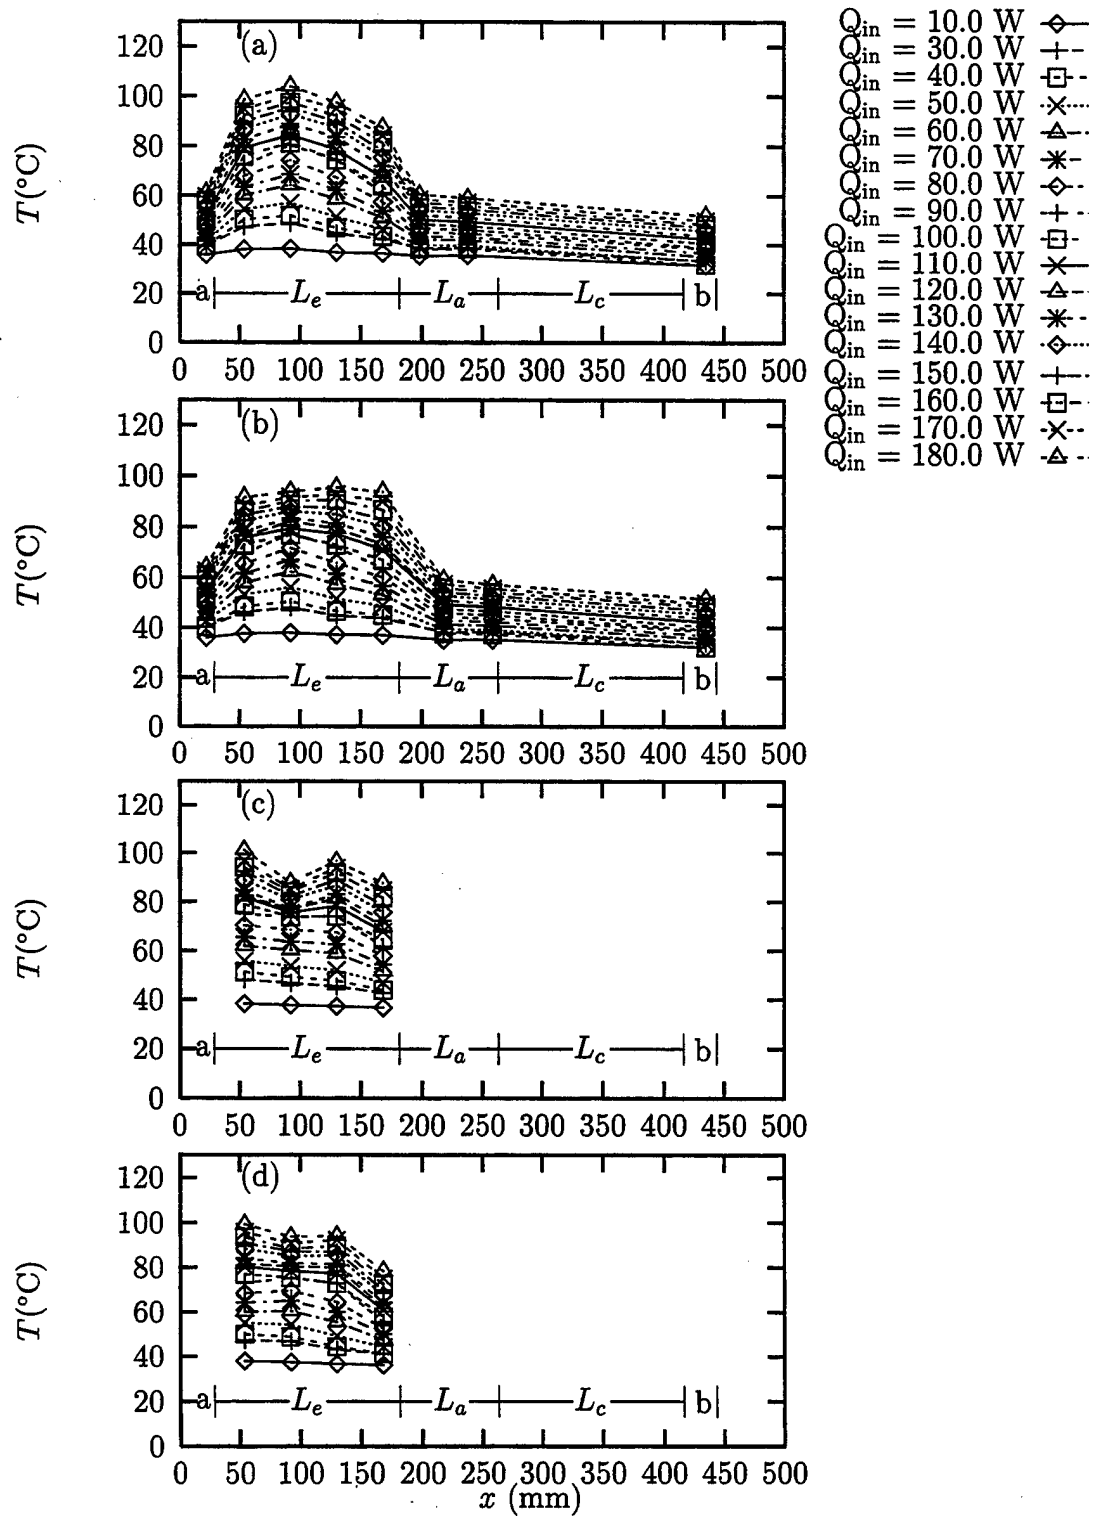 Q_in = 10.0 W
Q_in = 30.0 W
Q_in = 40.0 W
Q_in = 50.0 W
Q_in = 60.0 W
Q_in = 70.0 W
Q_in = 80.0 W
Q_in = 90.0 W
Q_in = 100.0 W
Q_in = 110.0 W
Q_in = 120.0 W
Q_in = 130.0 W
Q_in = 140.0 W
Q_in = 150.0 W
Q_in = 160.0 W
Q_in = 170.0 W
Q_in = 180.0 W
(a)
T(°C)
120
100
80
60
40
20
0
a L_e L_a L_c b
0 50 100 150 200 250 300 350 400 450 500
(b)
T(°C)
120
100
80
60
40
20
0
a L_e L_a L_c b
0 50 100 150 200 250 300 350 400 450 500
(c)
T(°C)
120
100
80
60
40
20
0
a L_e L_a L_c b
0 50 100 150 200 250 300 350 400 450 500
(d)
T(°C)
120
100
80
60
40
20
0
a L_e L_a L_c b
0 50 100 150 200 250 300 350 400 450 500
x (mm)